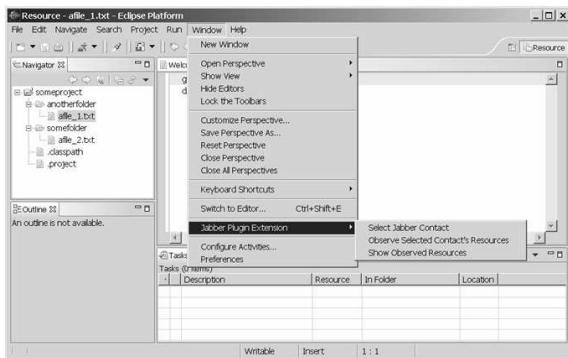 Resource - afile_1.txt - Eclipse Platform
File Edit Navigate Search Project Run Window Help
Resource
Navigator
someproject
anotherfolder
afile_1.txt
somefolder
afile_2.txt
.classpath
.project
Outline
An outline is not available.
Welc
g
d
New Window
Open Perspective
Show View
Hide Editors
Lock the Toolbars
Customize Perspective...
Save Perspective As...
Reset Perspective
Close Perspective
Close All Perspectives
Keyboard Shortcuts
Switch to Editor... Ctrl+Shift+E
Jabber Plugin Extension
Configure Activities...
Preferences
Select Jabber Contact
Observe Selected Contact's Resources
Show Observed Resources
Tasks
Tasks (0 items)
Description Resource In Folder Location
Writable Insert 1 : 1